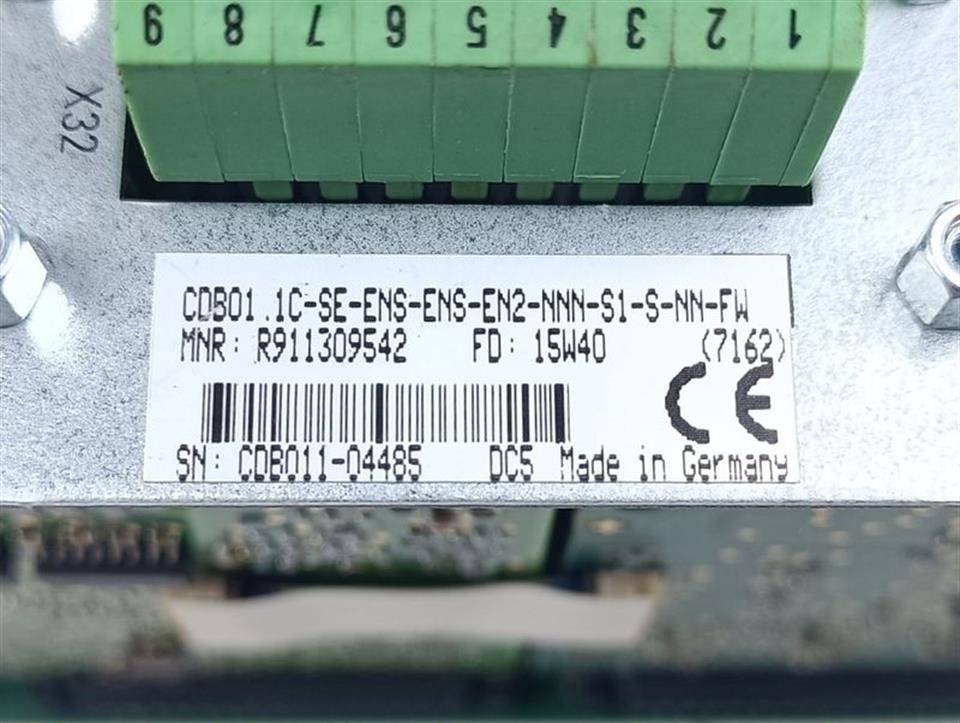 9 8 7 6 5 4 3 2 1
X32
CDB01.1C-SE-ENS-ENS-EN2-NNN-S1-S-NN-FW
MNR: R911309542 FD: 15W40 (7162)
CE
SN: CDB011-04485 DC5 Made in Germany